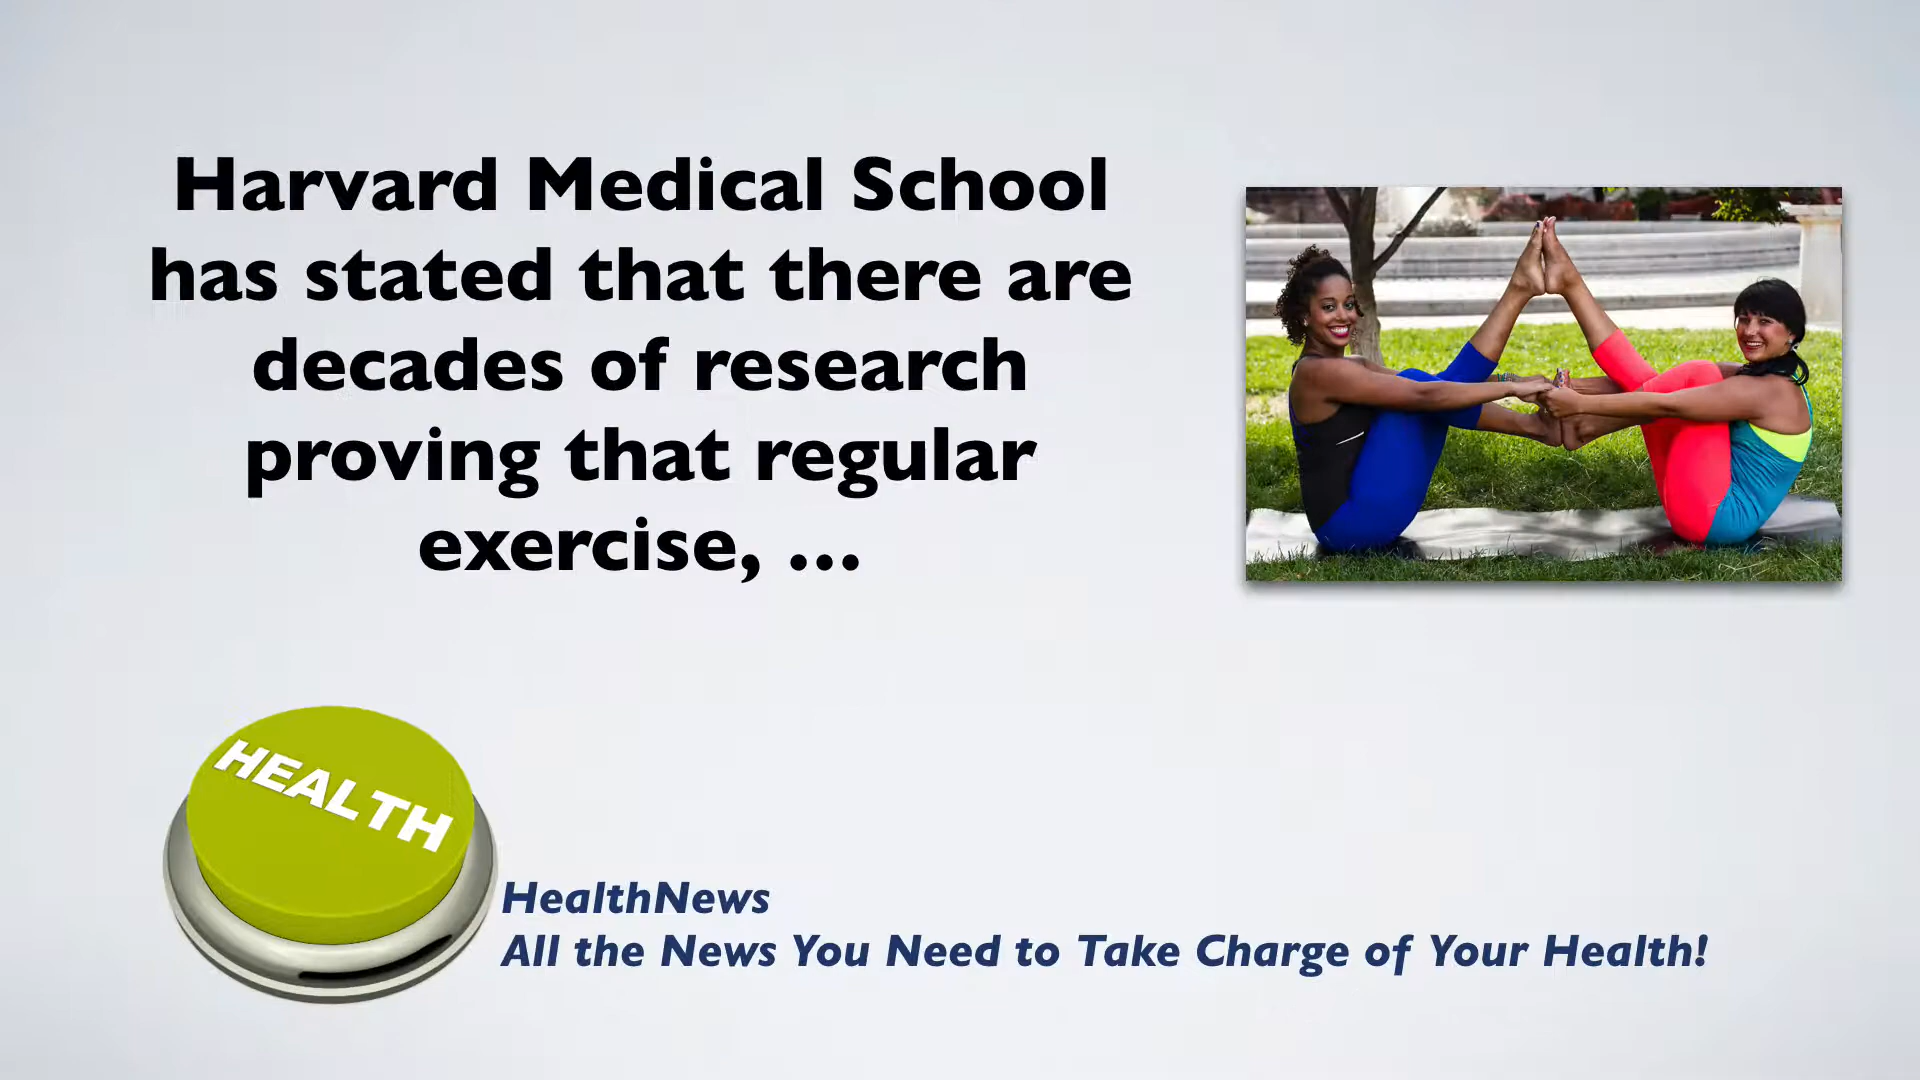 Harvard Medical School
has stated that there are
decades of research
proving that regular
exercise, ...
HEALTH
HealthNews
All the News You Need to Take Charge of Your Health!